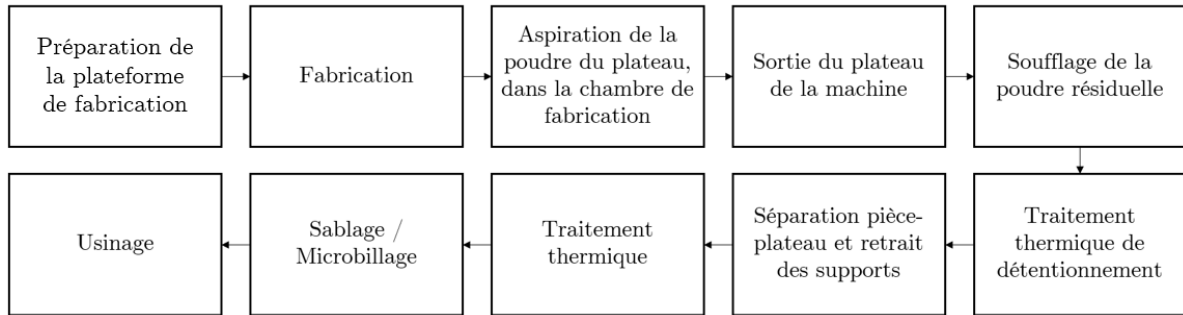 Préparation de
la plateforme
de fabrication
Fabrication
Aspiration de la
poudre du plateau,
dans la chambre de
fabrication
Sortie du plateau
de la machine
Soufflage de la
poudre résiduelle
Traitement
thermique de
détentionnement
Séparation pièce-
plateau et retrait
des supports
Traitement
thermique
Sablage /
Microbillage
Usinage